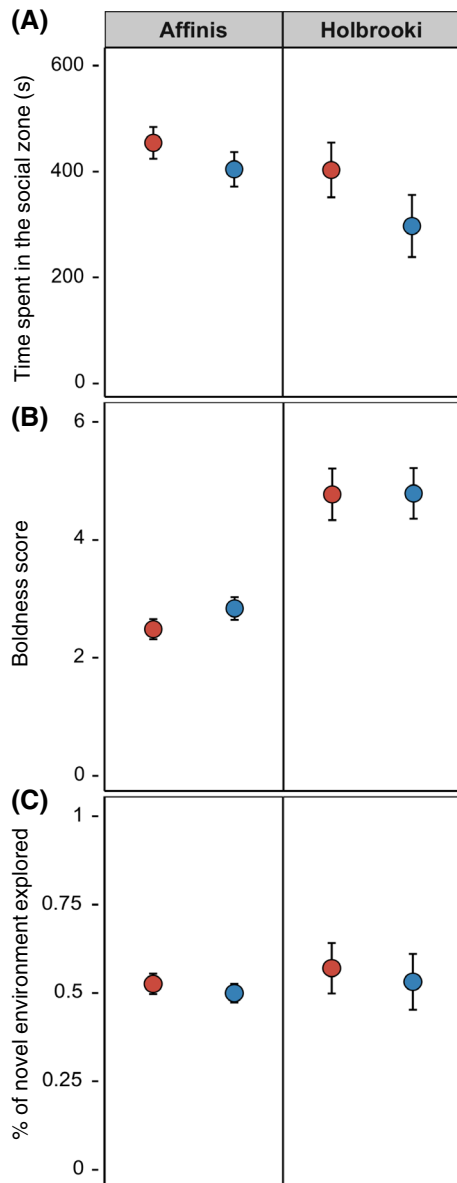 (A)
Affinis Holbrooki
Time spent in the social zone (s)
600 -
400 -
200 -
0 -
(B)
Boldness score
6 -
4 -
2 -
0 -
(C)
% of novel environment explored
1 -
0.75 -
0.5 -
0.25 -
0 -